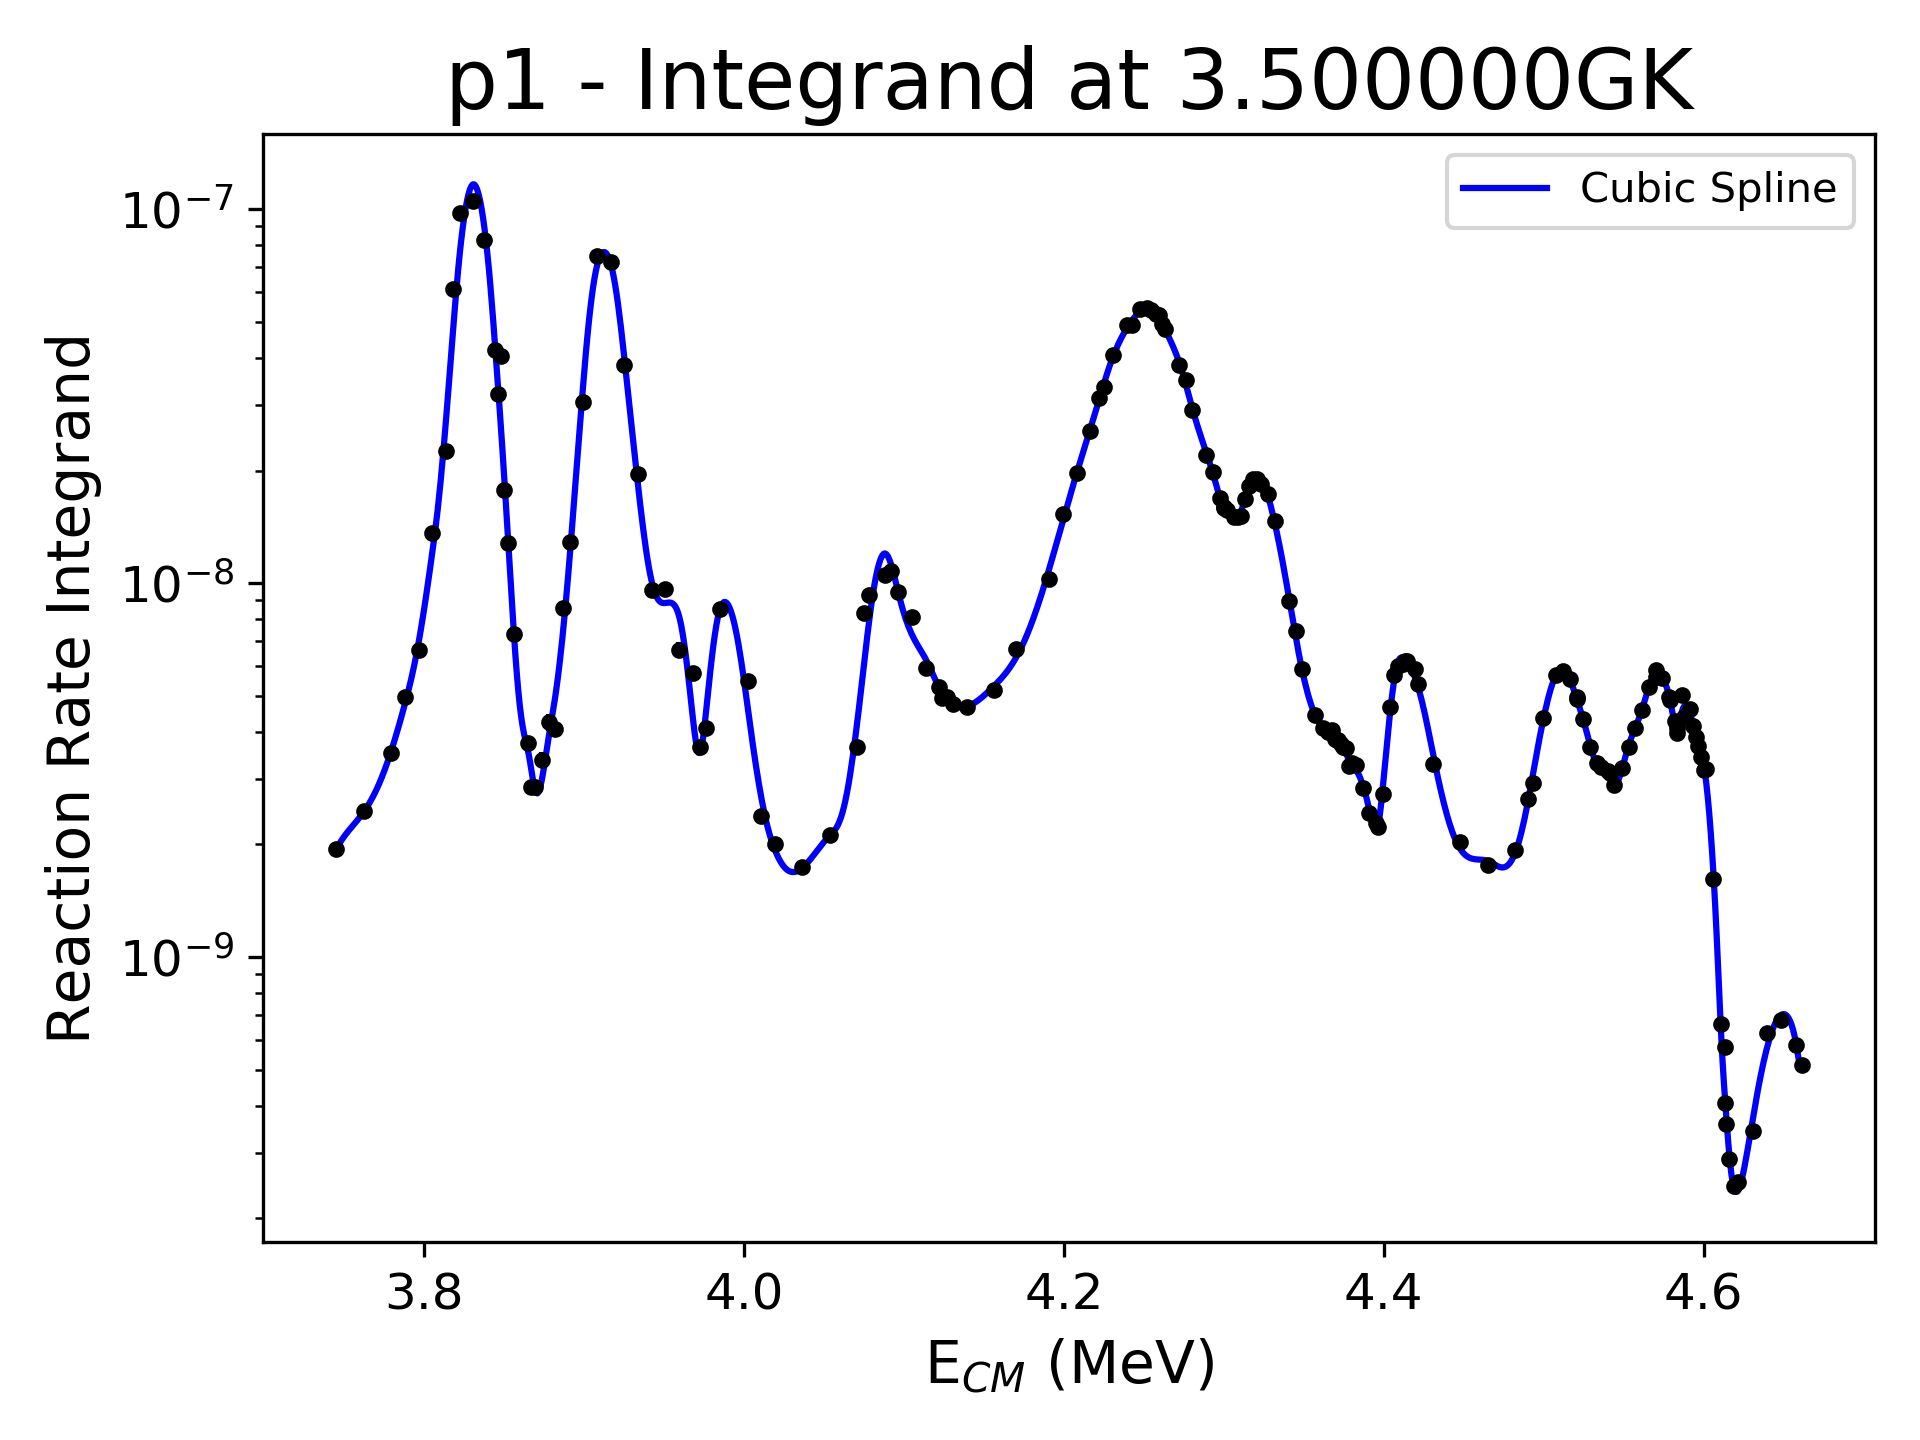 p1 - Integrand at 3.500000GK
Cubic Spline
Reaction Rate Integrand
10⁻⁷
10⁻⁸
10⁻⁹
3.8 4.0 4.2 4.4 4.6
E_CM (MeV)